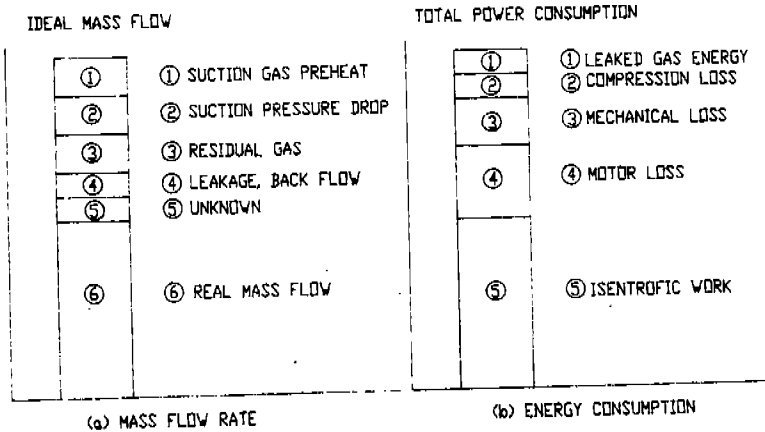 IDEAL MASS FLOW
① ① SUCTION GAS PREHEAT
② ② SUCTION PRESSURE DROP
③ ③ RESIDUAL GAS
④ ④ LEAKAGE, BACK FLOW
⑤ ⑤ UNKNOWN
⑥ ⑥ REAL MASS FLOW
(a) MASS FLOW RATE
TOTAL POWER CONSUMPTION
① ① LEAKED GAS ENERGY
② ② COMPRESSION LOSS
③ ③ MECHANICAL LOSS
④ ④ MOTOR LOSS
⑤ ⑤ ISENTROFIC WORK
(b) ENERGY CONSUMPTION